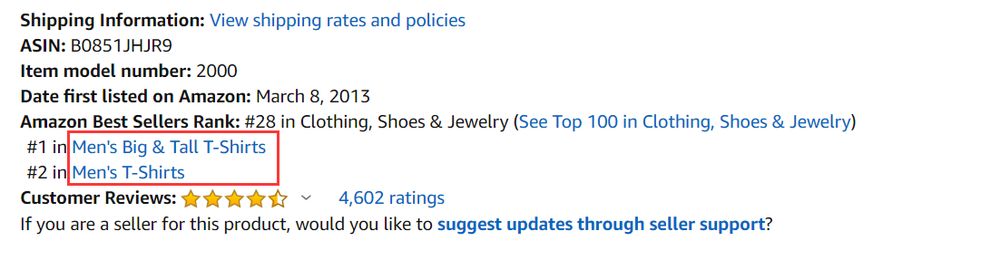 Shipping Information: View shipping rates and policies
ASIN: B0851JHJR9
Item model number: 2000
Date first listed on Amazon: March 8, 2013
Amazon Best Sellers Rank: #28 in Clothing, Shoes & Jewelry (See Top 100 in Clothing, Shoes & Jewelry)
#1 in Men's Big & Tall T-Shirts
#2 in Men's T-Shirts
Customer Reviews: 4,602 ratings
If you are a seller for this product, would you like to suggest updates through seller support?